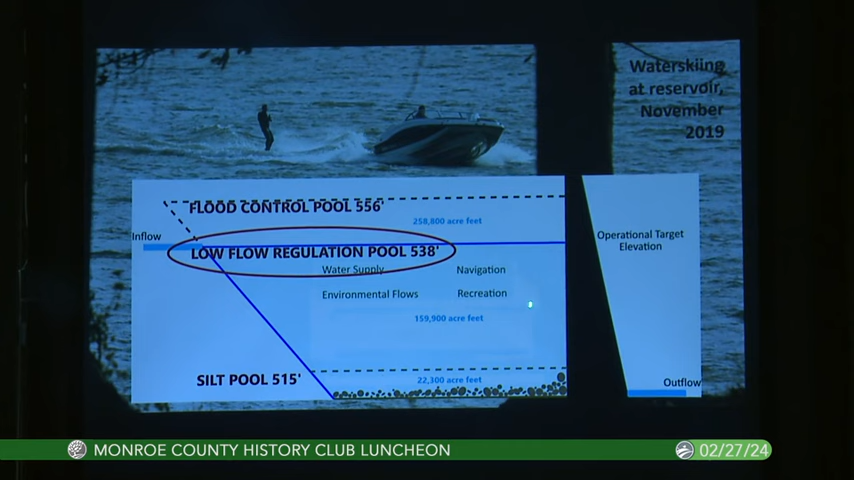 Waterskiing
at reservoir,
November
2019
FLOOD CONTROL POOL 556'
258,800 acre feet
Inflow
LOW FLOW REGULATION POOL 538'
Operational Target
Elevation
Water Supply
Navigation
Environmental Flows
Recreation
159,900 acre feet
SILT POOL 515'
22,300 acre feet
Outflow
MONROE COUNTY HISTORY CLUB LUNCHEON
02/27/24